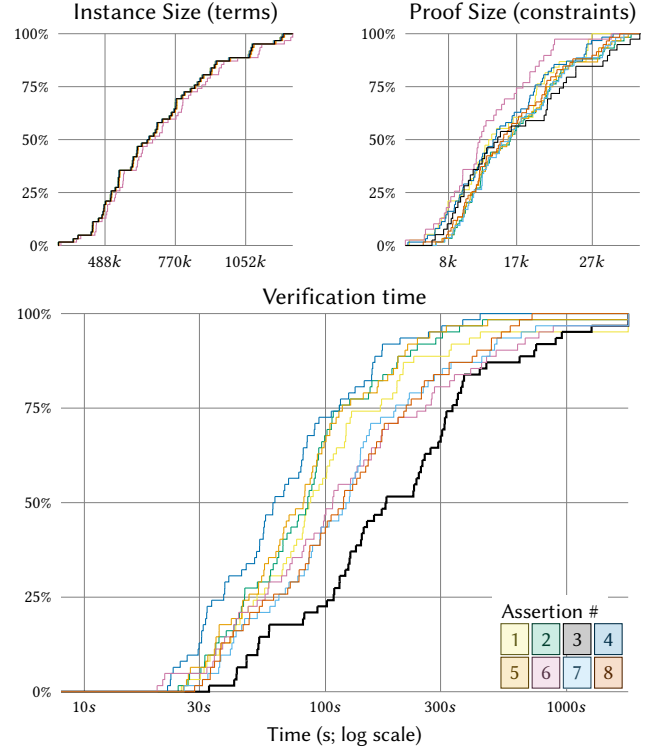 Instance Size (terms)
Proof Size (constraints)
100%
75%
50%
25%
0%
488k
770k
1052k
100%
75%
50%
25%
0%
8k
17k
27k
Verification time
100%
75%
50%
25%
0%
10s
30s
100s
300s
1000s
Assertion #
1 2 3 4
5 6 7 8
Time (s; log scale)